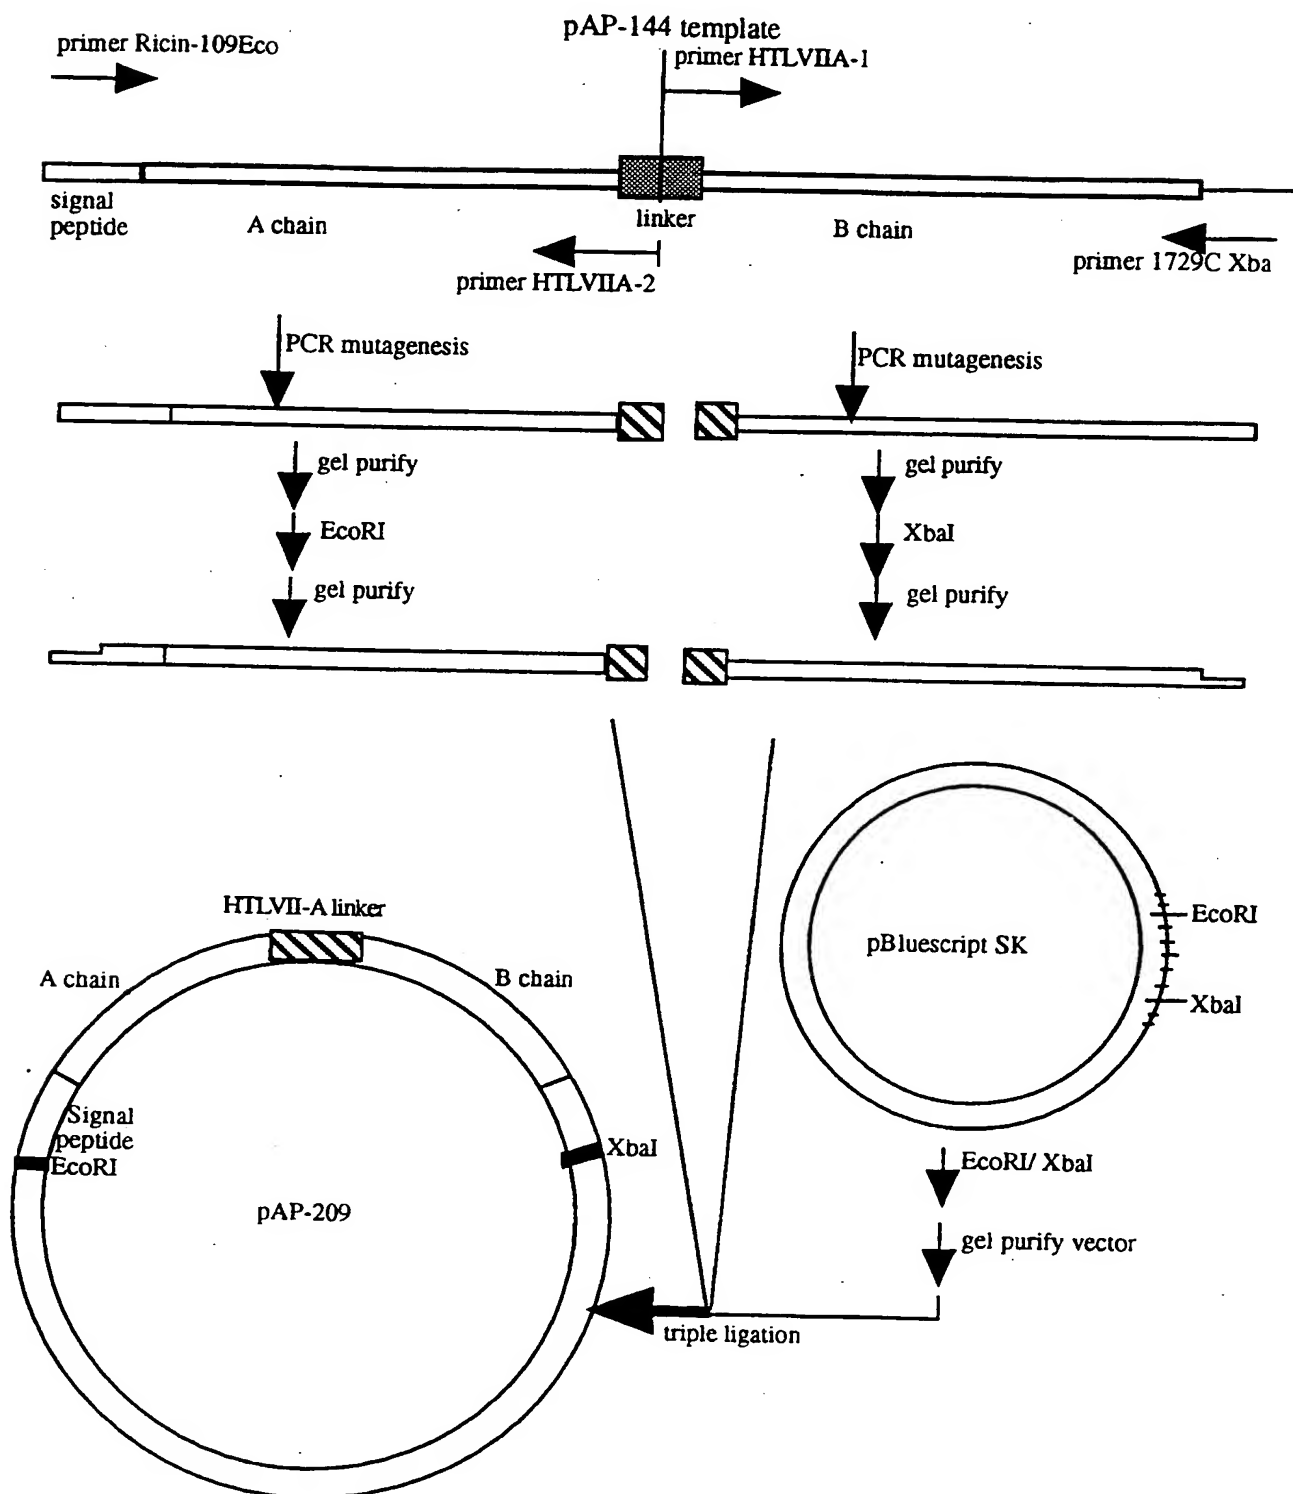 pAP-144 template
primer Ricin-109Eco
primer HTLVIIA-1
signal
peptide
A chain
linker
B chain
primer HTLVIIA-2
primer 1729C Xba
PCR mutagenesis
PCR mutagenesis
gel purify
gel purify
EcoRI
XbaI
gel purify
gel purify
HTLVII-A linker
A chain
B chain
pBluescript SK
EcoRI
XbaI
Signal
peptide
EcoRI
XbaI
pAP-209
EcoRI/ XbaI
gel purify vector
triple ligation